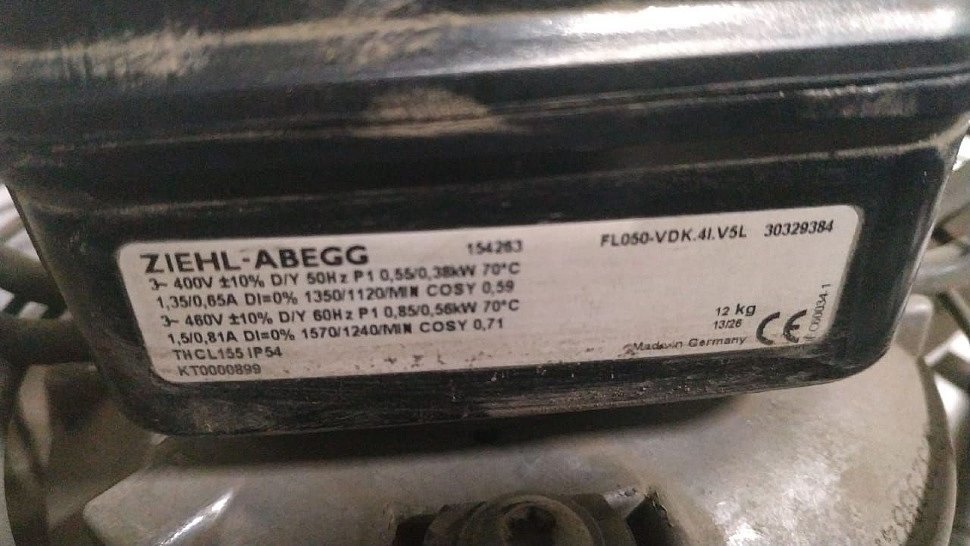 ZIEHL-ABEGG 154263 FL050-VDK.4I.V5L 30329384
3~ 400V ±10% D/Y 50Hz P1 0,55/0,38kW 70°C
1,35/0,65A DI=0% 1350/1120/MIN COSY 0,59
3~ 460V ±10% D/Y 60Hz P1 0,85/0,56kW 70°C
1,5/0,81A DI=0% 1570/1240/MIN COSY 0,71
THCL155 IP54
KT0000899
12 kg
13/26
Made in Germany
CE